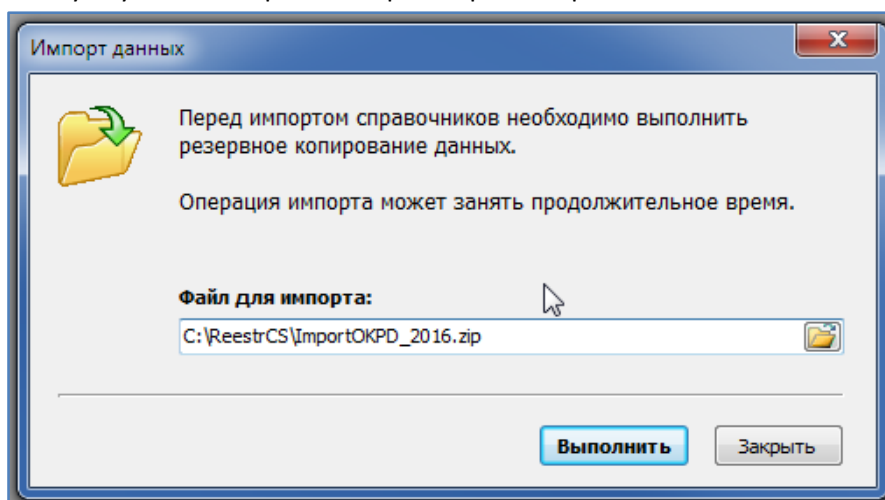 Импорт данных
Перед импортом справочников необходимо выполнить
резервное копирование данных.
Операция импорта может занять продолжительное время.
Файл для импорта:
C:\ReestrCS\ImportOKPD_2016.zip
Выполнить
Закрыть